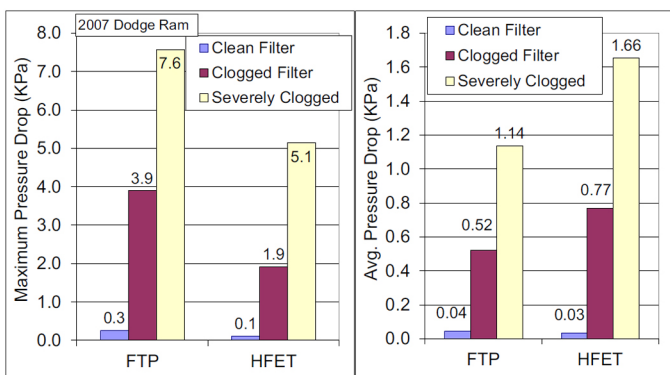 2007 Dodge Ram
Clean Filter
Clogged Filter
Severely Clogged
Maximum Pressure Drop (KPa)
8.0
7.0
6.0
5.0
4.0
3.0
2.0
1.0
0.0
0.3
3.9
7.6
0.1
1.9
5.1
FTP HFET
Clean Filter
Clogged Filter
Severely Clogged
Avg. Pressure Drop (KPa)
1.8
1.6
1.4
1.2
1.0
0.8
0.6
0.4
0.2
0.0
0.04
0.52
1.14
0.03
0.77
1.66
FTP HFET